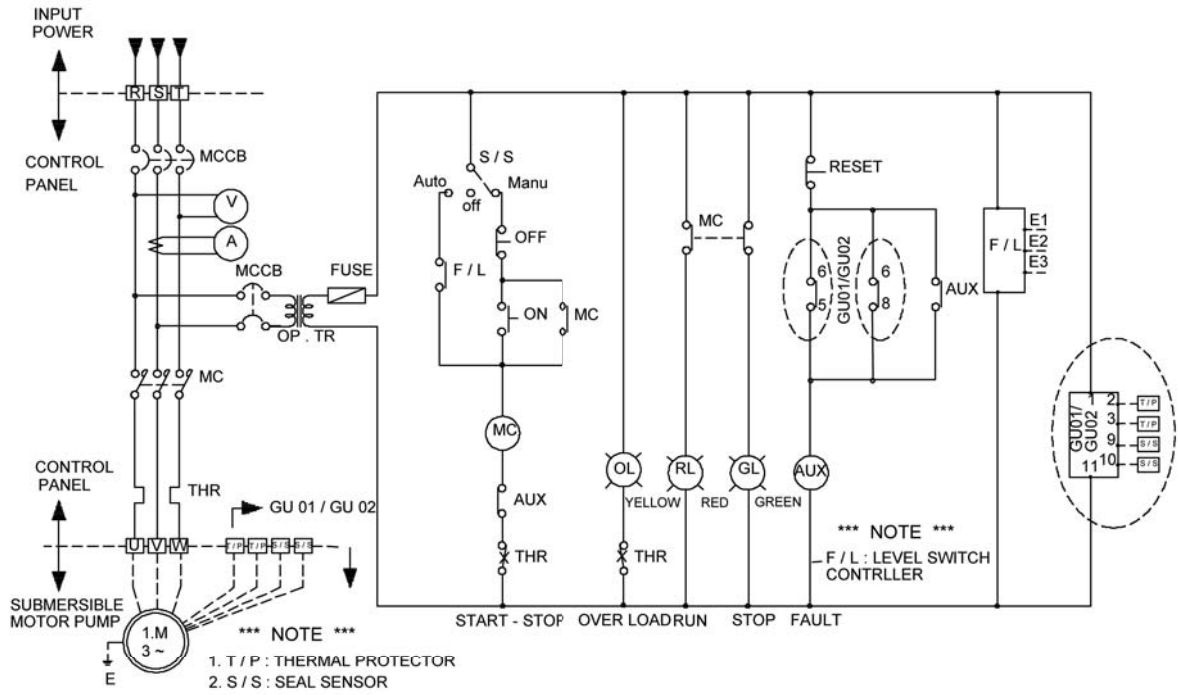 INPUT
POWER
R S T
CONTROL
PANEL
MCCB
V
A
MCCB
FUSE
OP . TR
MC
CONTROL
PANEL
THR
GU 01 / GU 02
U V W
T / P T / P S / S S / S
SUBMERSIBLE
MOTOR PUMP
1.M
3 ~
E
*** NOTE ***
1. T / P : THERMAL PROTECTOR
2. S / S : SEAL SENSOR
S / S
Auto
off
Manu
OFF
F / L
ON
MC
MC
AUX
THR
START - STOP
OL
YELLOW
THR
OVER LOAD
MC
RL
RED
RUN
GL
GREEN
STOP
RESET
6
5
GU01/GU02
6
8
AUX
AUX
FAULT
*** NOTE ***
F / L : LEVEL SWITCH
CONTRLLER
F / L
E1
E2
E3
GU01/
GU02
1
2
3
9
10
11
T / P
T / P
S / S
S / S